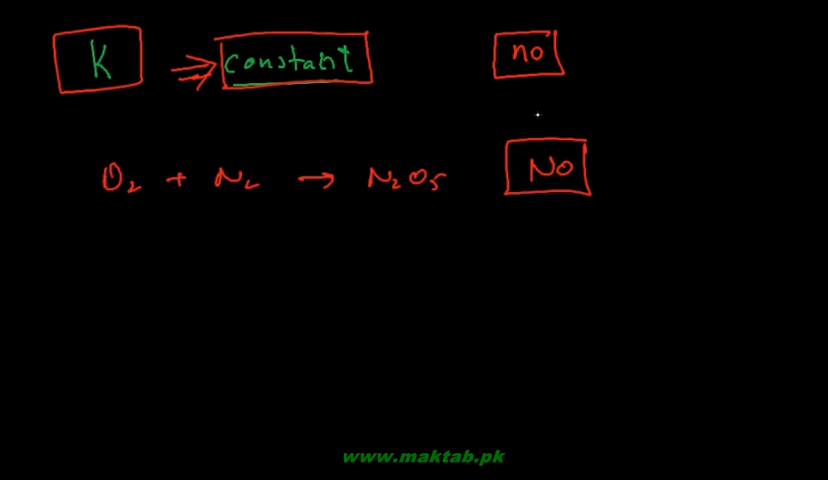 K ⇒ constant no
O₂ + N₂ → N₂O₅ No
www.maktab.pk